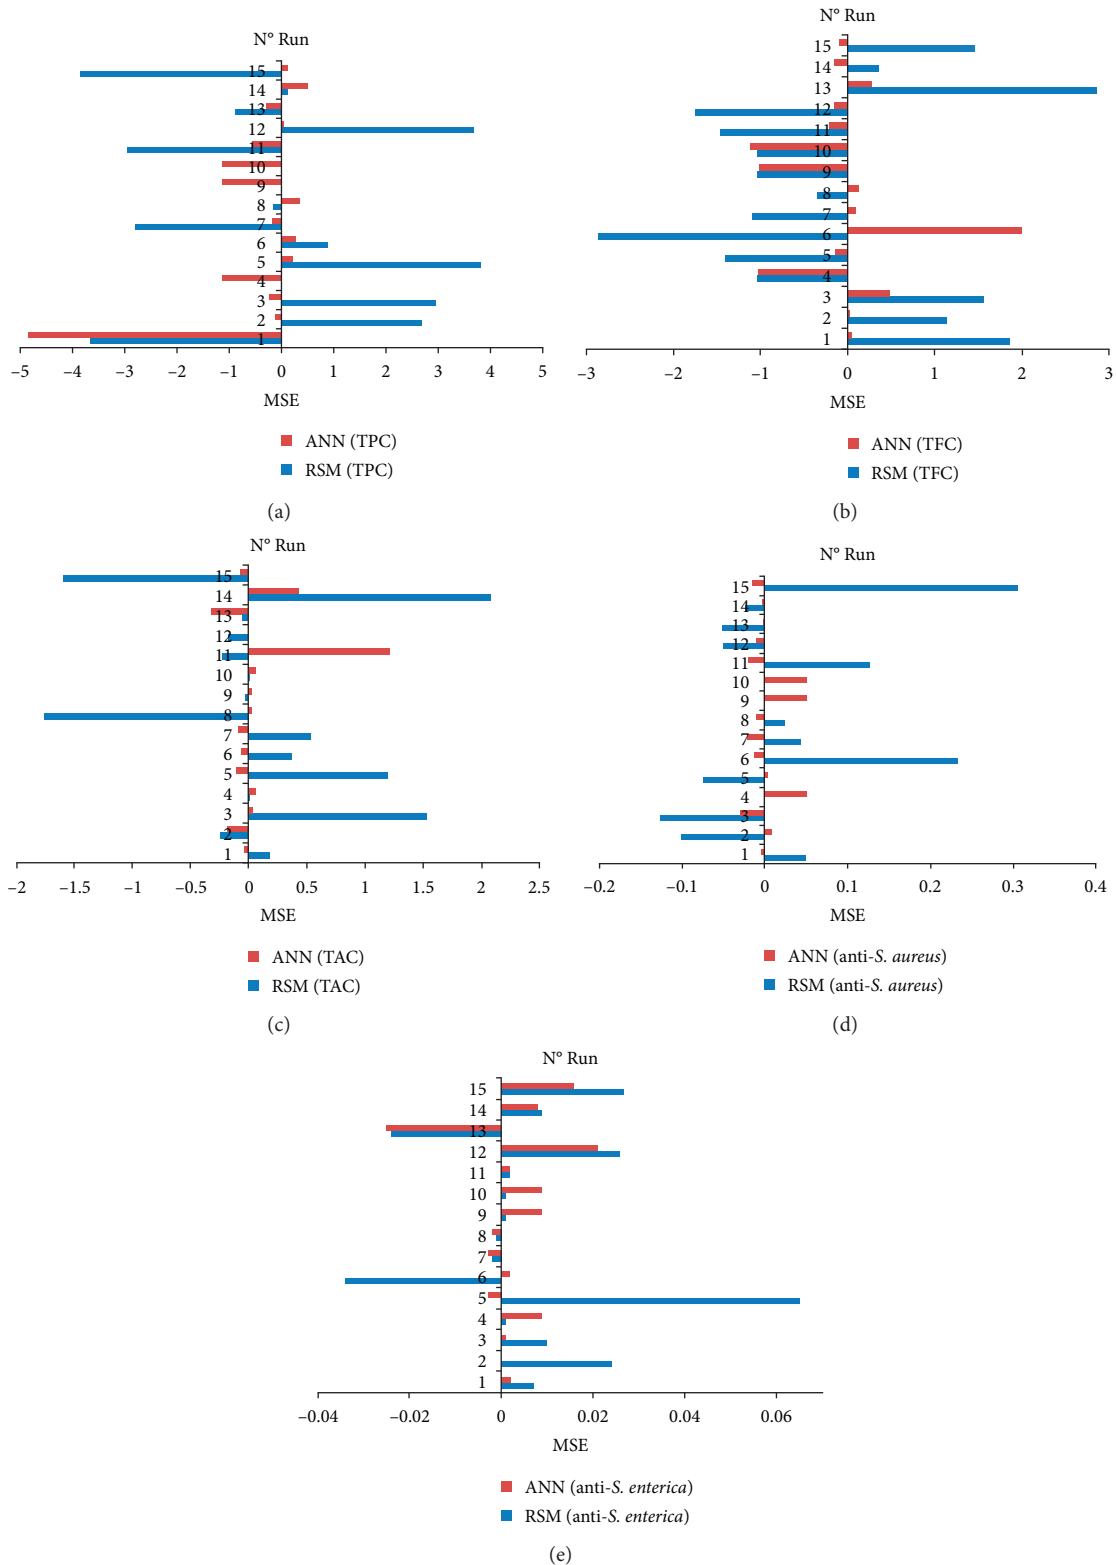 N° Run
15
14
13
12
11
10
9
8
7
6
5
4
3
2
1
–5 –4 –3 –2 –1 0 1 2 3 4 5
MSE
ANN (TPC)
RSM (TPC)
(a)
N° Run
15
14
13
12
11
10
9
8
7
6
5
4
3
2
1
–3 –2 –1 0 1 2 3
MSE
ANN (TFC)
RSM (TFC)
(b)
N° Run
15
14
13
12
11
10
9
8
7
6
5
4
3
2
1
–2 –1.5 –1 –0.5 0 0.5 1 1.5 2 2.5
MSE
ANN (TAC)
RSM (TAC)
(c)
N° Run
15
14
13
12
11
10
9
8
7
6
5
4
3
2
1
–0.2 –0.1 0 0.1 0.2 0.3 0.4
MSE
ANN (anti-S. aureus)
RSM (anti-S. aureus)
(d)
N° Run
15
14
13
12
11
10
9
8
7
6
5
4
3
2
1
–0.04 –0.02 0 0.02 0.04 0.06
MSE
ANN (anti-S. enterica)
RSM (anti-S. enterica)
(e)